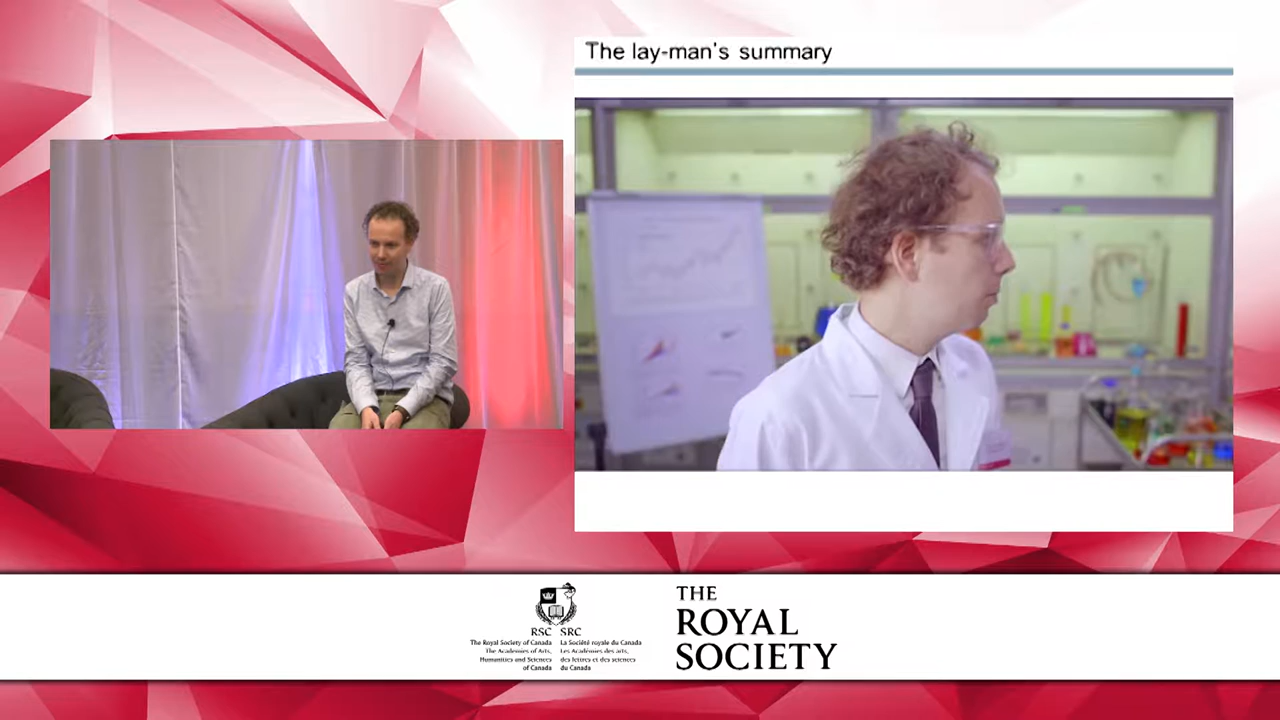 The lay-man's summary
RSC SRC
The Royal Society of Canada
The Academies of Arts,
Humanities and Sciences
of Canada
La Société royale du Canada
Les Académies des arts,
des lettres et des sciences
du Canada
THE
ROYAL
SOCIETY